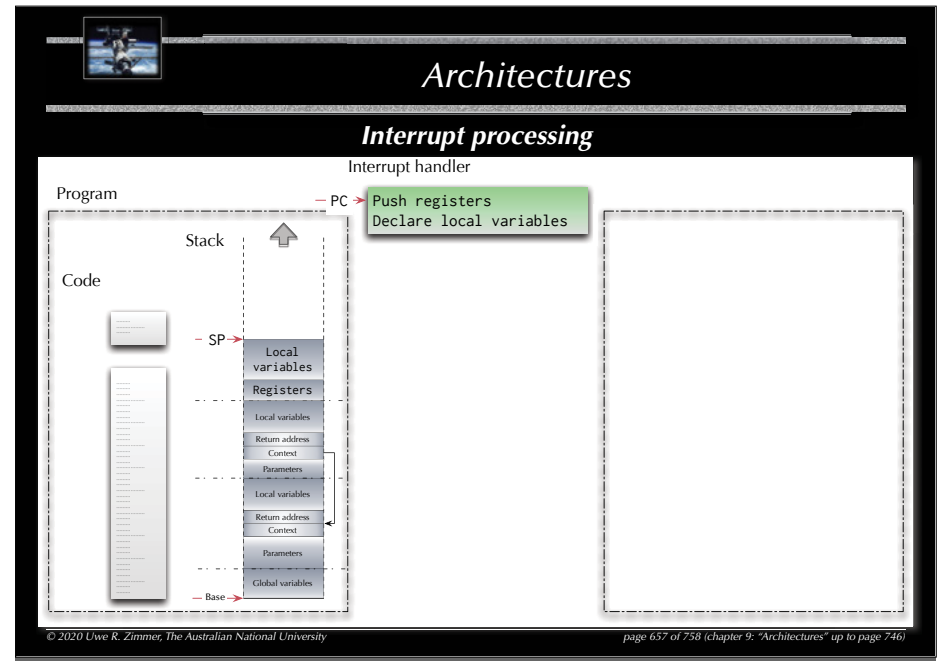 Architectures
Interrupt processing
Interrupt handler
Program
PC
Push registers
Declare local variables
Stack
Code
SP
Local
variables
Registers
Local variables
Return address
Context
Parameters
Local variables
Return address
Context
Parameters
Global variables
Base
© 2020 Uwe R. Zimmer, The Australian National University
page 657 of 758 (chapter 9: “Architectures” up to page 746)